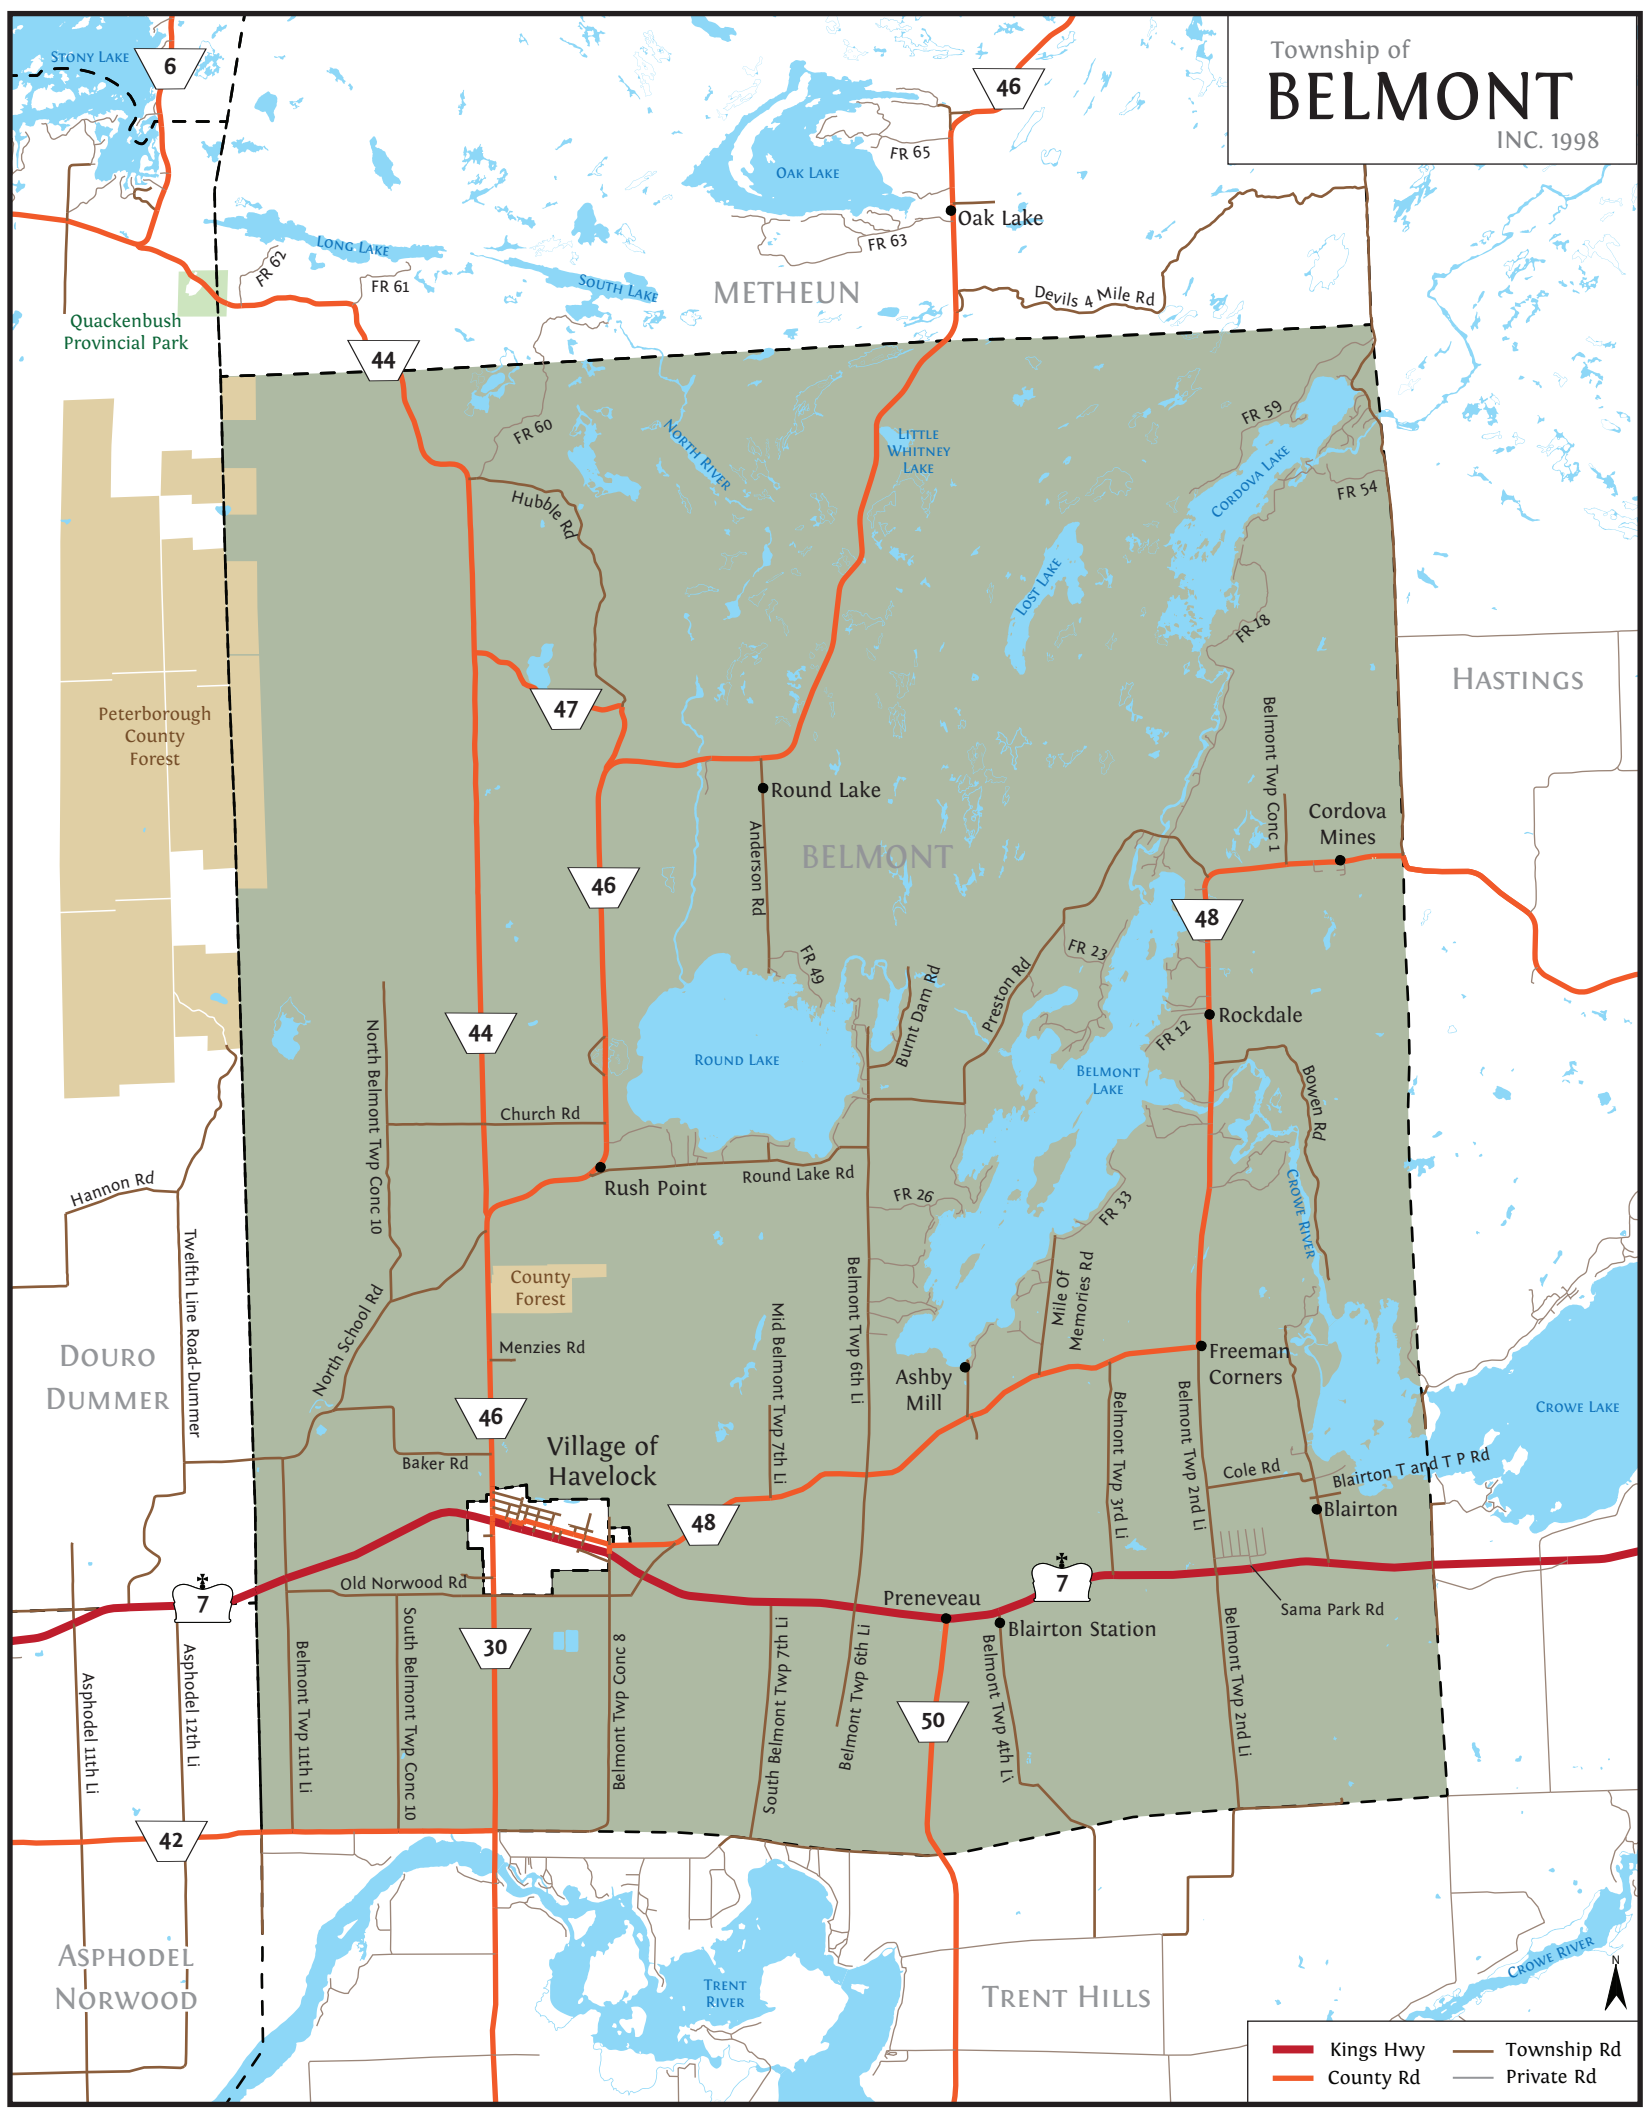 Township of
BELMONT
INC. 1998
STONY LAKE
6
46
FR 65
OAK LAKE
Oak Lake
FR 63
LONG LAKE
FR 62
FR 61
SOUTH LAKE
METHEUN
Devils 4 Mile Rd
Quackenbush
Provincial Park
44
FR 60
NORTH RIVER
LITTLE
WHITNEY
LAKE
FR 59
CORDOVA LAKE
FR 54
Hubble Rd
LOST LAKE
FR 18
HASTINGS
Peterborough
County
Forest
47
Belmont Twp Conc 1
Round Lake
Cordova
Mines
Anderson Rd
BELMONT
46
48
FR 23
FR 49
Burnt Dam Rd
Preston Rd
Rockdale
FR 12
44
North Belmont Twp Conc 10
ROUND LAKE
BELMONT
LAKE
Bowen Rd
Church Rd
Hannon Rd
Rush Point
Round Lake Rd
FR 26
FR 33
CROWE RIVER
Twelfth Line Road-Dummer
County
Forest
Belmont Twp 6th Li
Mile Of
Memories Rd
North School Rd
Mid Belmont Twp 7th Li
Menzies Rd
DOURO
DUMMER
Freeman
Corners
Ashby
Mill
Belmont Twp 3rd Li
Belmont Twp 2nd Li
CROWE LAKE
46
Village of
Havelock
Baker Rd
Cole Rd
Blairton T and T P Rd
Blairton
48
7
Old Norwood Rd
7
Preneveau
Blairton Station
Sama Park Rd
Asphodel 11th Li
Asphodel 12th Li
Belmont Twp 11th Li
South Belmont Twp Conc 10
30
Belmont Twp Conc 8
South Belmont Twp 7th Li
Belmont Twp 6th Li
50
Belmont Twp 4th Li
Belmont Twp 2nd Li
42
ASPHODEL
NORWOOD
TRENT
RIVER
TRENT HILLS
CROWE RIVER
N
Kings Hwy
Township Rd
County Rd
Private Rd